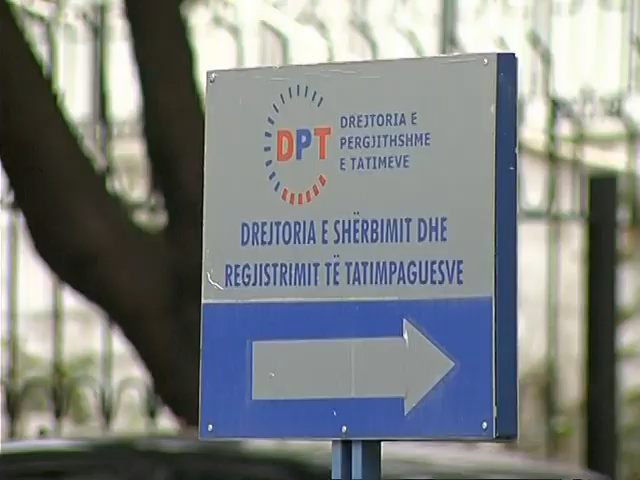 DPT
DREJTORIA E
PERGJITHSHME
E TATIMEVE
DREJTORIA E SHËRBIMIT DHE
REGJISTRIMIT TË TATIMPAGUESVE